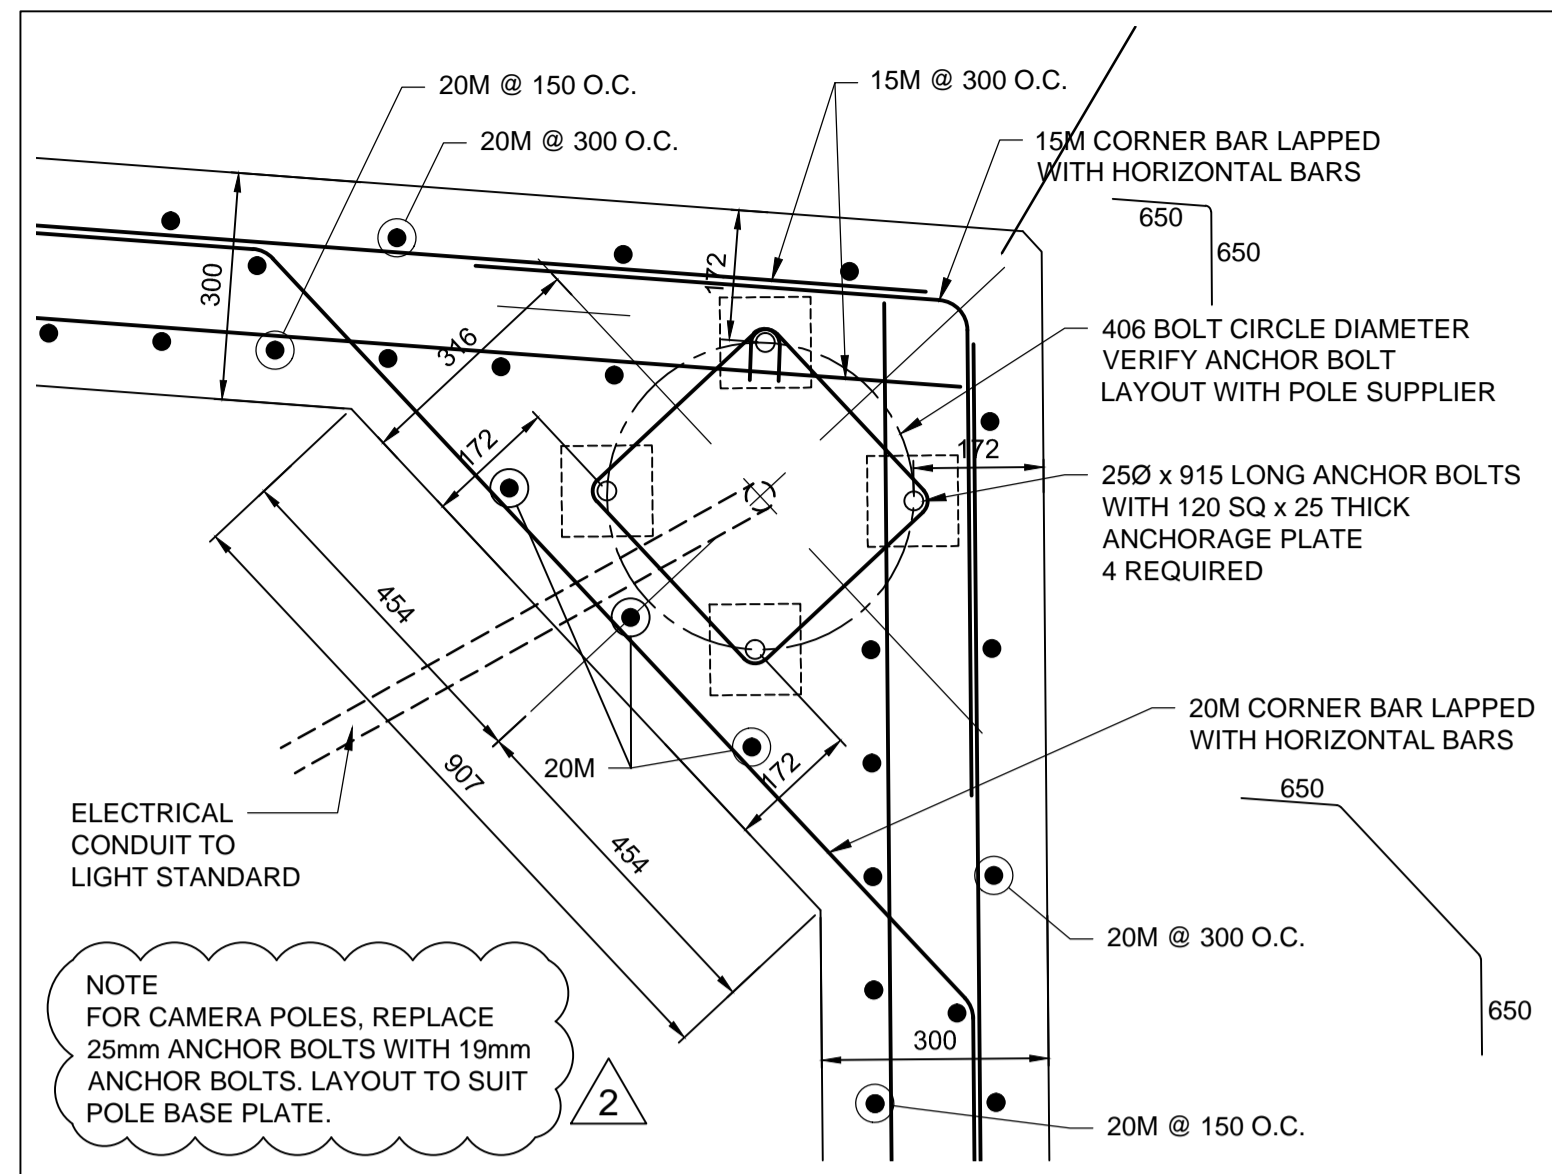 20M @ 150 O.C.
15M @ 300 O.C.
20M @ 300 O.C.
15M CORNER BAR LAPPED
WITH HORIZONTAL BARS
650
650
300
172
316
406 BOLT CIRCLE DIAMETER
VERIFY ANCHOR BOLT
LAYOUT WITH POLE SUPPLIER
172
172
25Ø x 915 LONG ANCHOR BOLTS
WITH 120 SQ x 25 THICK
ANCHORAGE PLATE
4 REQUIRED
454
907
454
20M
172
20M CORNER BAR LAPPED
WITH HORIZONTAL BARS
650
650
ELECTRICAL
CONDUIT TO
LIGHT STANDARD
20M @ 300 O.C.
300
20M @ 150 O.C.
NOTE
FOR CAMERA POLES, REPLACE
25mm ANCHOR BOLTS WITH 19mm
ANCHOR BOLTS. LAYOUT TO SUIT
POLE BASE PLATE.
2